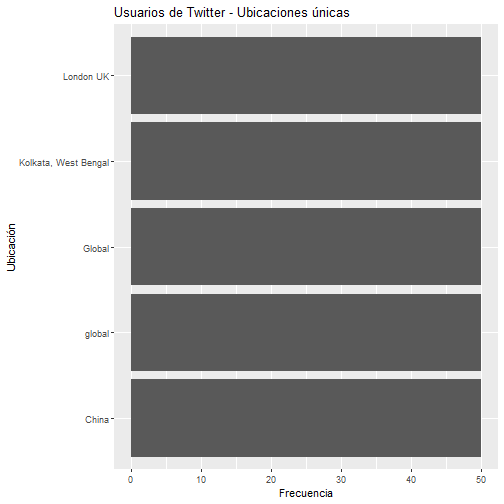 Usuarios de Twitter - Ubicaciones únicas
Ubicación
London UK
Kolkata, West Bengal
Global
global
China
0 10 20 30 40 50
Frecuencia